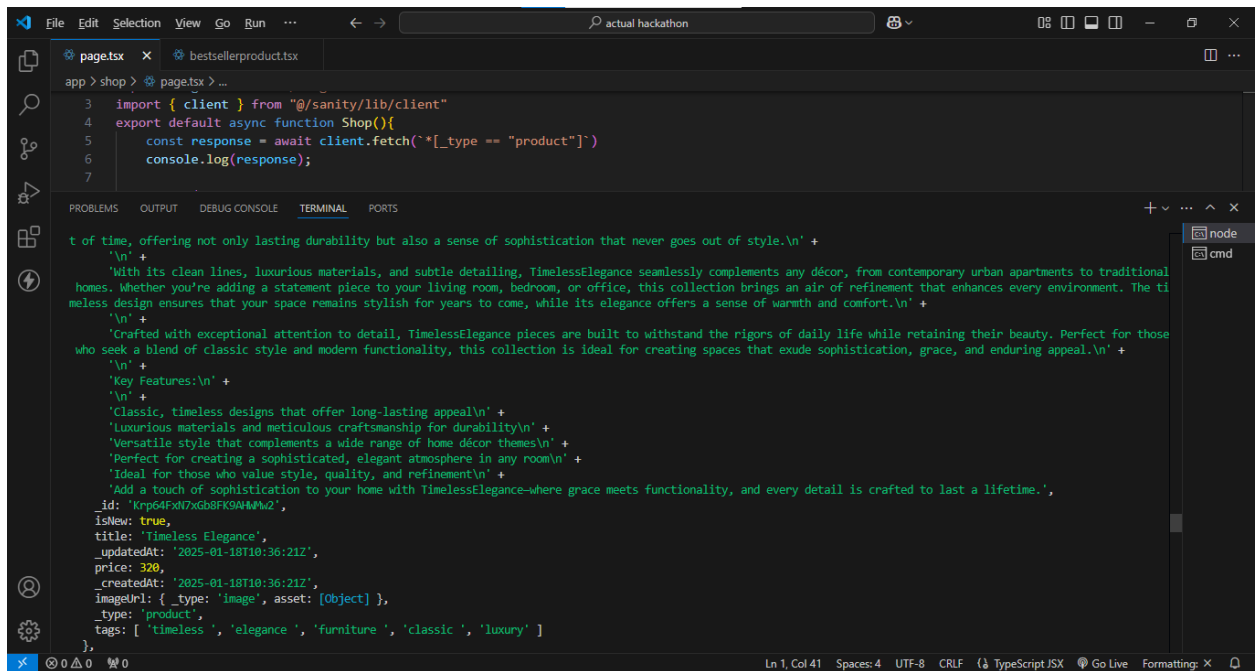 File Edit Selection View Go Run ··· ← → actual hackathon
page.tsx × bestsellerproduct.tsx ···
app > shop > page.tsx > ...
3 import { client } from "@/sanity/lib/client"
4 export default async function Shop(){
5 const response = await client.fetch(`*[_type == "product"]`)
6 console.log(response);
7
PROBLEMS OUTPUT DEBUG CONSOLE TERMINAL PORTS
node
cmd
t of time, offering not only lasting durability but also a sense of sophistication that never goes out of style.\n' +
'\n' +
'With its clean lines, luxurious materials, and subtle detailing, TimelessElegance seamlessly complements any décor, from contemporary urban apartments to traditional
homes. Whether you're adding a statement piece to your living room, bedroom, or office, this collection brings an air of refinement that enhances every environment. The ti
meless design ensures that your space remains stylish for years to come, while its elegance offers a sense of warmth and comfort.\n' +
'\n' +
'Crafted with exceptional attention to detail, TimelessElegance pieces are built to withstand the rigors of daily life while retaining their beauty. Perfect for those
who seek a blend of classic style and modern functionality, this collection is ideal for creating spaces that exude sophistication, grace, and enduring appeal.\n' +
'\n' +
'Key Features:\n' +
'\n' +
'Classic, timeless designs that offer long-lasting appeal\n' +
'Luxurious materials and meticulous craftsmanship for durability\n' +
'Versatile style that complements a wide range of home décor themes\n' +
'Perfect for creating a sophisticated, elegant atmosphere in any room\n' +
'Ideal for those who value style, quality, and refinement\n' +
'Add a touch of sophistication to your home with TimelessElegance—where grace meets functionality, and every detail is crafted to last a lifetime.',
_id: 'Krp64FxN7xGb8FK9AHWMw2',
isNew: true,
title: 'Timeless Elegance',
_updatedAt: '2025-01-18T10:36:21Z',
price: 320,
_createdAt: '2025-01-18T10:36:21Z',
imageUrl: { _type: 'image', asset: [Object] },
_type: 'product',
tags: [ 'timeless ', 'elegance ', 'furniture ', 'classic ', 'luxury' ]
},
0 0 0 Ln 1, Col 41 Spaces: 4 UTF-8 CRLF {} TypeScript JSX Go Live Formatting: ×